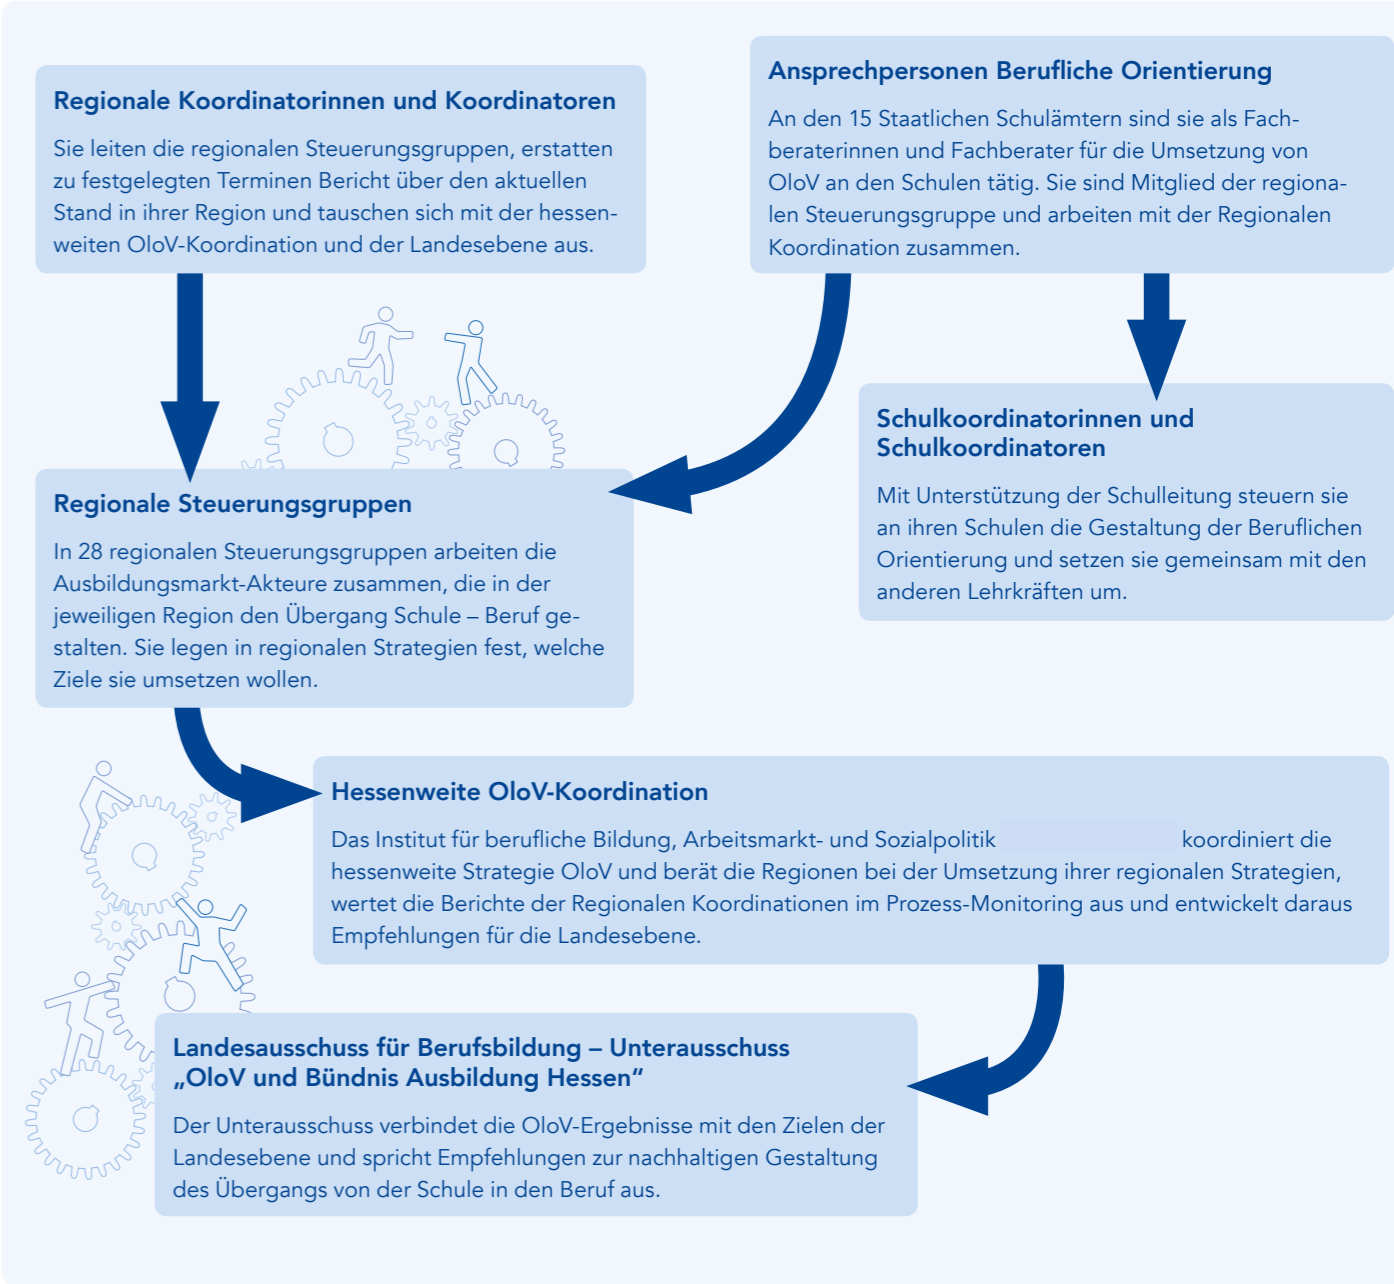 Regionale Koordinatorinnen und Koordinatoren
Sie leiten die regionalen Steuerungsgruppen, erstatten
zu festgelegten Terminen Bericht über den aktuellen
Stand in ihrer Region und tauschen sich mit der hessen-
weiten OloV-Koordination und der Landesebene aus.
Ansprechpersonen Berufliche Orientierung
An den 15 Staatlichen Schulämtern sind sie als Fach-
beraterinnen und Fachberater für die Umsetzung von
OloV an den Schulen tätig. Sie sind Mitglied der regiona-
len Steuerungsgruppe und arbeiten mit der Regionalen
Koordination zusammen.
Schulkoordinatorinnen und
Schulkoordinatoren
Mit Unterstützung der Schulleitung steuern sie
an ihren Schulen die Gestaltung der Beruflichen
Orientierung und setzen sie gemeinsam mit den
anderen Lehrkräften um.
Regionale Steuerungsgruppen
In 28 regionalen Steuerungsgruppen arbeiten die
Ausbildungsmarkt-Akteure zusammen, die in der
jeweiligen Region den Übergang Schule – Beruf ge-
stalten. Sie legen in regionalen Strategien fest, welche
Ziele sie umsetzen wollen.
Hessenweite OloV-Koordination
Das Institut für berufliche Bildung, Arbeitsmarkt- und Sozialpolitik koordiniert die
hessenweite Strategie OloV und berät die Regionen bei der Umsetzung ihrer regionalen Strategien,
wertet die Berichte der Regionalen Koordinationen im Prozess-Monitoring aus und entwickelt daraus
Empfehlungen für die Landesebene.
Landesausschuss für Berufsbildung – Unterausschuss
„OloV und Bündnis Ausbildung Hessen“
Der Unterausschuss verbindet die OloV-Ergebnisse mit den Zielen der
Landesebene und spricht Empfehlungen zur nachhaltigen Gestaltung
des Übergangs von der Schule in den Beruf aus.